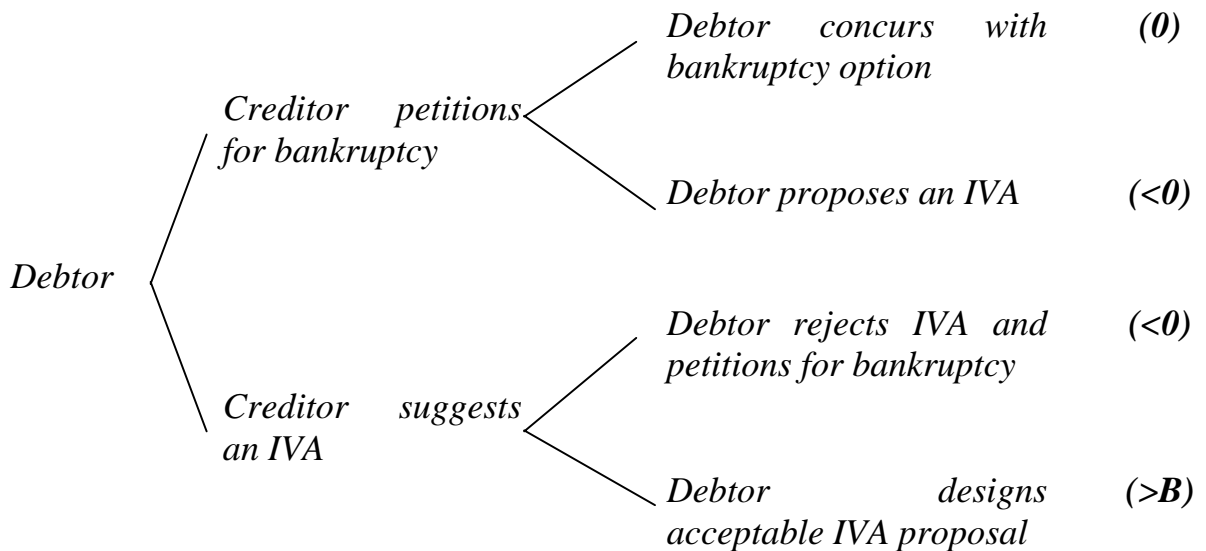 Debtor concurs with (0)
bankruptcy option
Creditor petitions
for bankruptcy
Debtor proposes an IVA (<0)
Debtor
Debtor rejects IVA and (<0)
petitions for bankruptcy
Creditor suggests
an IVA
Debtor designs (>B)
acceptable IVA proposal